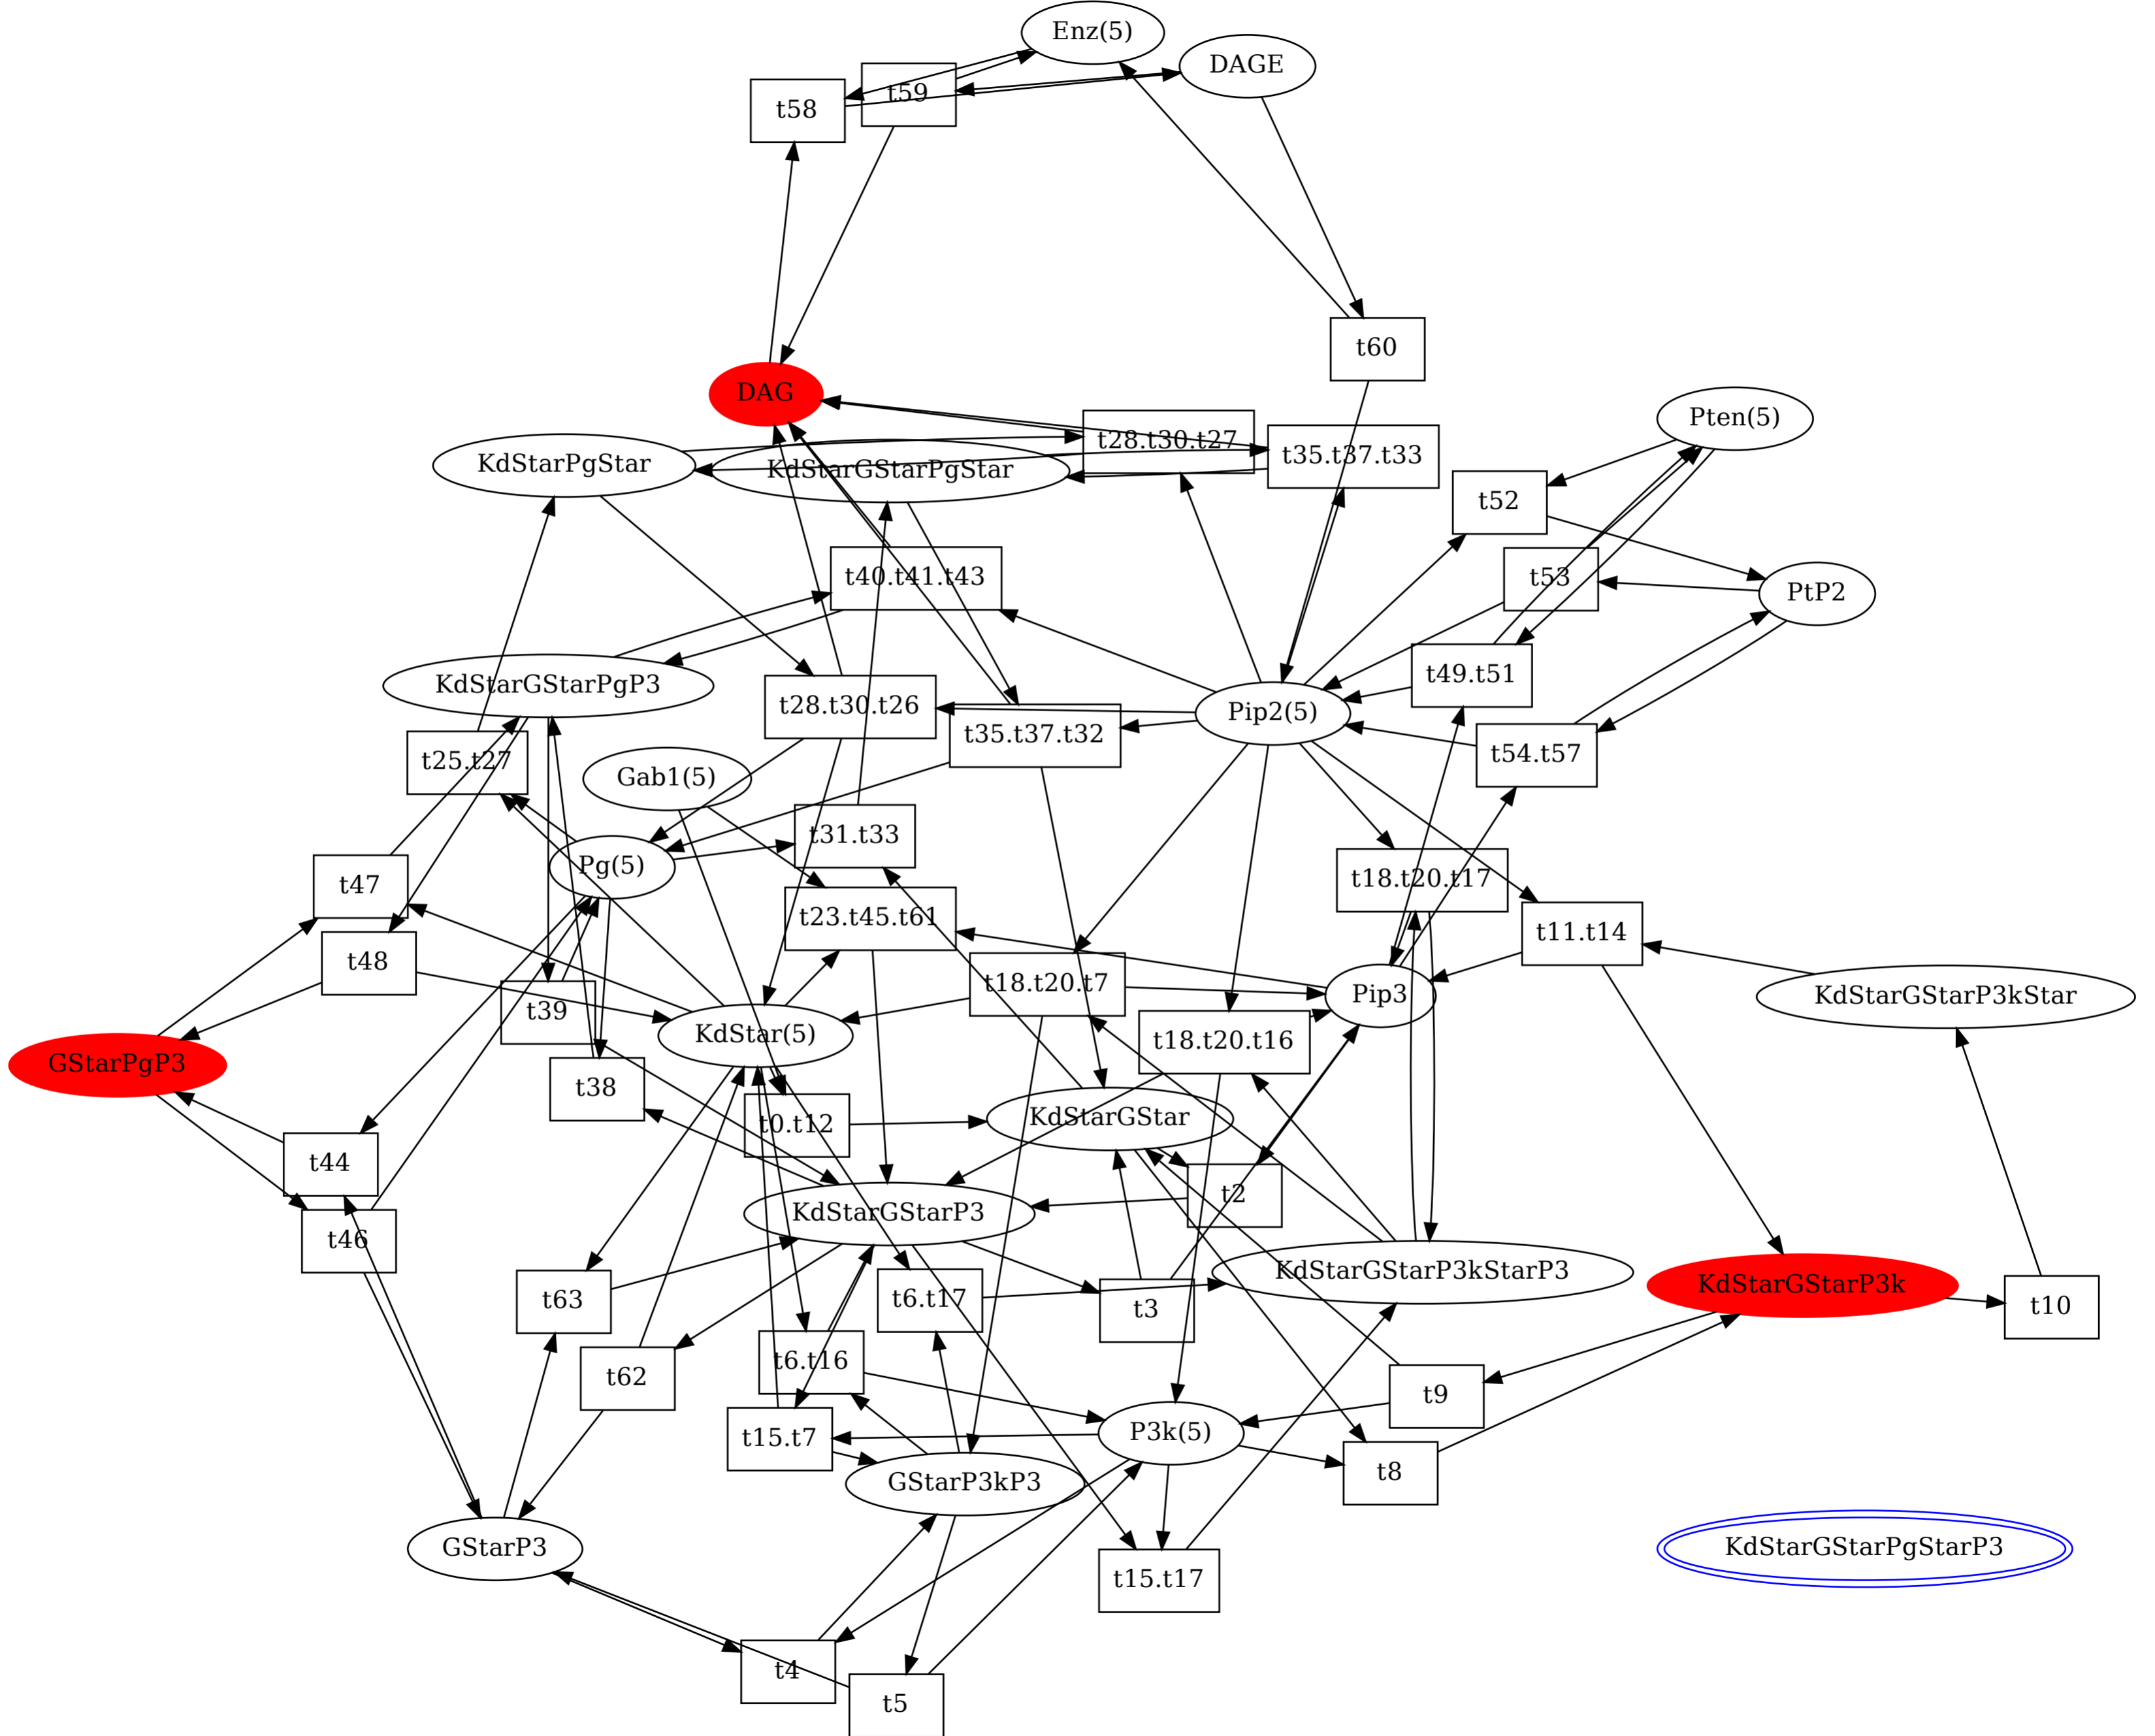 Enz(5)
DAGE
t59
t58
t60
DAG
Pten(5)
t28.t30.t27
t35.t37.t33
KdStarPgStar
KdStarGStarPgStar
t52
t40.t41.t43
t53
PtP2
t49.t51
KdStarGStarPgP3
t28.t30.t26
Pip2(5)
t35.t37.t32
t54.t57
t25.t27
Gab1(5)
t31.t33
Pg(5)
t47
t18.t20.t17
t23.t45.t61
t11.t14
t48
t18.t20.t7
Pip3
KdStarGStarP3kStar
t39
KdStar(5)
t18.t20.t16
GStarPgP3
t38
t0.t12
KdStarGStar
t44
t2
KdStarGStarP3
t46
KdStarGStarP3kStarP3
KdStarGStarP3k
t63
t6.t17
t3
t10
t6.t16
t62
t9
P3k(5)
t15.t7
t8
GStarP3kP3
GStarP3
KdStarGStarPgStarP3
t15.t17
t4
t5